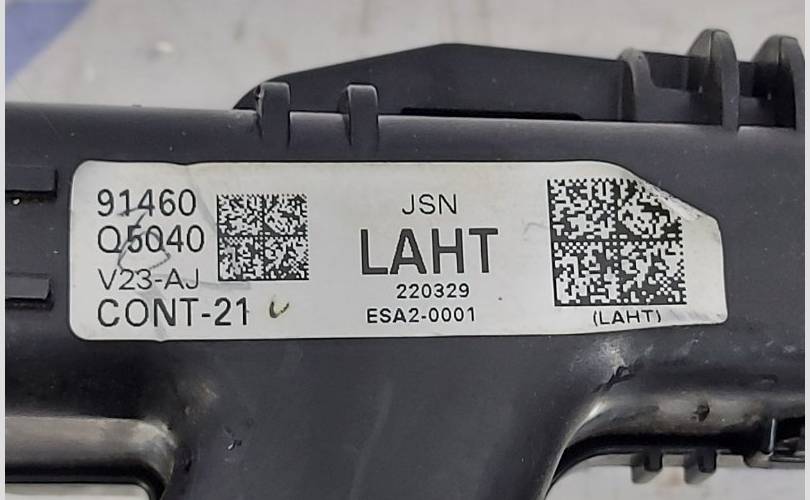 91460
Q5040
V23-AJ
CONT-21
JSN
LAHT
220329
ESA2-0001
(LAHT)